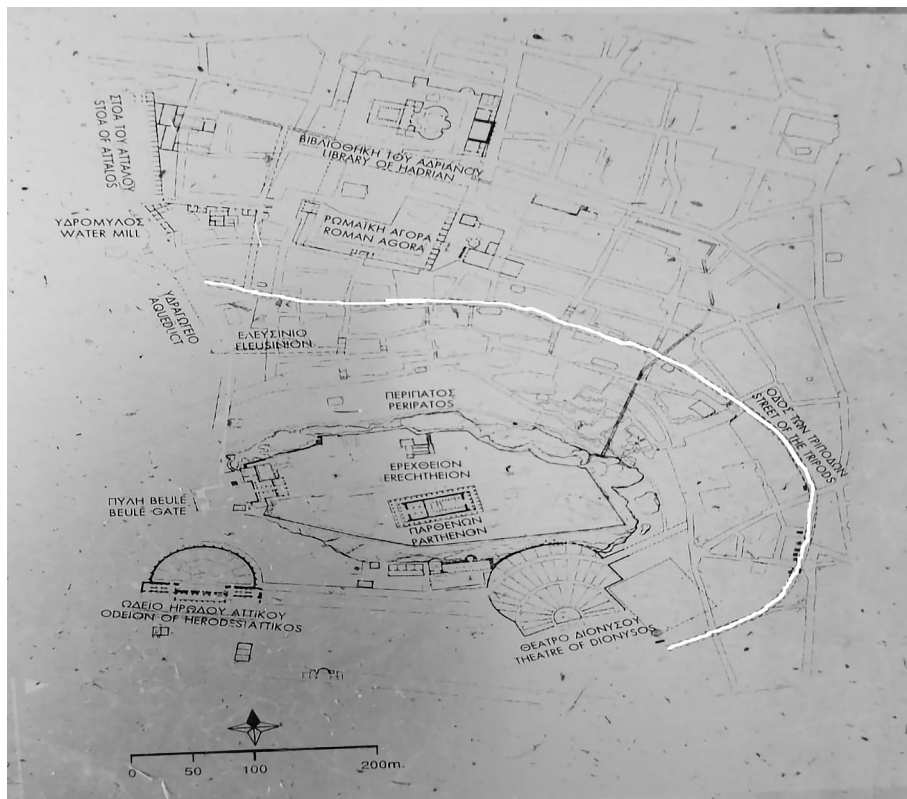 ΣΤΟΑ ΤΟΥ ΑΤΤΑΛΟΥ
STOA OF ATTALOS
ΒΙΒΛΙΟΘΗΚΗ ΤΟΥ ΑΔΡΙΑΝΟΥ
LIBRARY OF HADRIAN
ΥΔΡΟΜΥΛΟΣ
WATER MILL
ΡΩΜΑΪΚΗ ΑΓΟΡΑ
ROMAN AGORA
ΥΔΡΑΓΩΓΕΙΟ
AQUEDUCT
ΕΛΕΥΣΙΝΙΟ
ELEUSINION
ΠΕΡΙΠΑΤΟΣ
PERIPATOS
ΟΔΟΣ ΤΩΝ ΤΡΙΠΟΔΩΝ
STREET OF THE TRIPODS
ΕΡΕΧΘΕΙΟΝ
ERECHTHEION
ΠΥΛΗ BEULÉ
BEULÉ GATE
ΠΑΡΘΕΝΩΝ
PARTHENON
ΩΔΕΙΟ ΗΡΩΔΟΥ ΑΤΤΙΚΟΥ
ODEION OF HERODES ATTIKOS
ΘΕΑΤΡΟ ΔΙΟΝΥΣΟΥ
THEATRE OF DIONYSOS
0 50 100 200m.